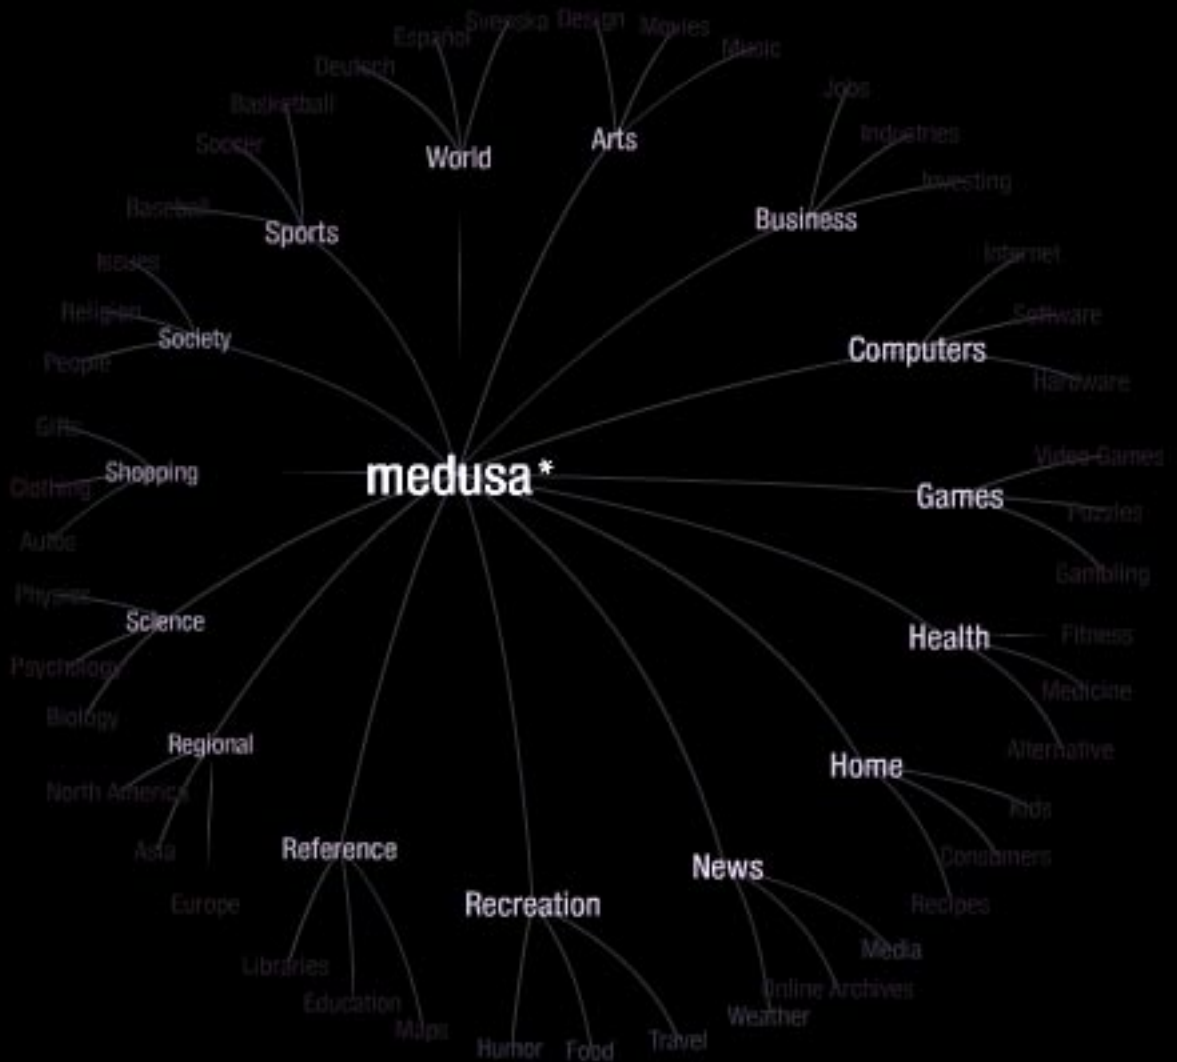 medusa*
Arts
Design
Movies
Music
Business
Jobs
Industries
Investing
Computers
Internet
Software
Hardware
Games
Video Games
Puzzles
Gambling
Health
Fitness
Medicine
Alternative
Home
Kids
Consumers
Recipes
News
Media
Online Archives
Weather
Recreation
Travel
Food
Humor
Reference
Maps
Education
Libraries
Regional
Europe
Asia
North America
Science
Biology
Psychology
Physics
Shopping
Autos
Clothing
Gifts
Society
People
Religion
Issues
Sports
Baseball
Soccer
Basketball
World
Deutsch
Español
Svenska